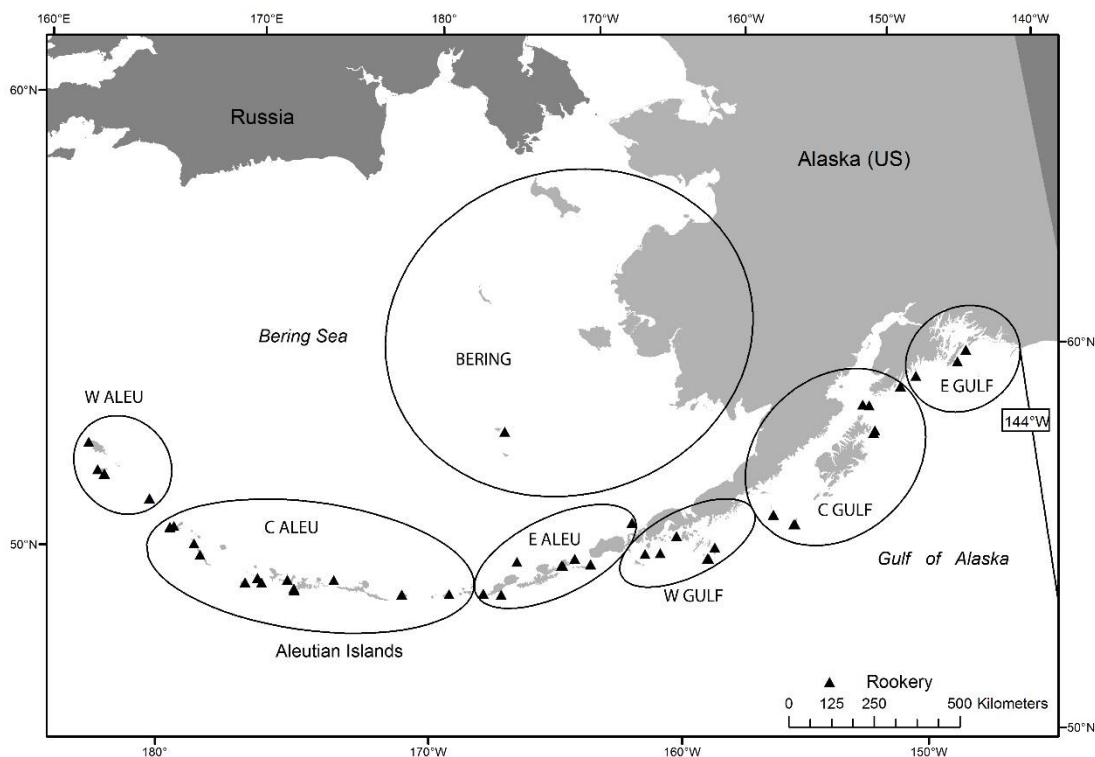 160°E 170°E 180° 170°W 160°W 150°W 140°W
60°N
Russia
Alaska (US)
Bering Sea
BERING
60°N
W ALEU
E GULF
144°W
C ALEU
E ALEU
C GULF
50°N
Gulf of Alaska
W GULF
Aleutian Islands
Rookery
0 125 250 500 Kilometers
50°N
180° 170°W 160°W 150°W